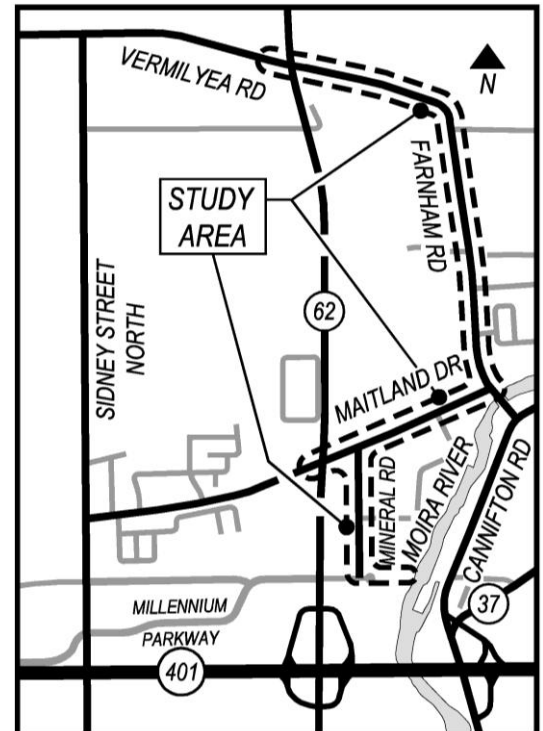 VERMILYEA RD
N
FARNHAM RD
STUDY
AREA
SIDNEY STREET
NORTH
62
MAITLAND DR
MINERAL RD
MOIRA RIVER
CANNIFTON RD
37
MILLENNIUM
PARKWAY
401